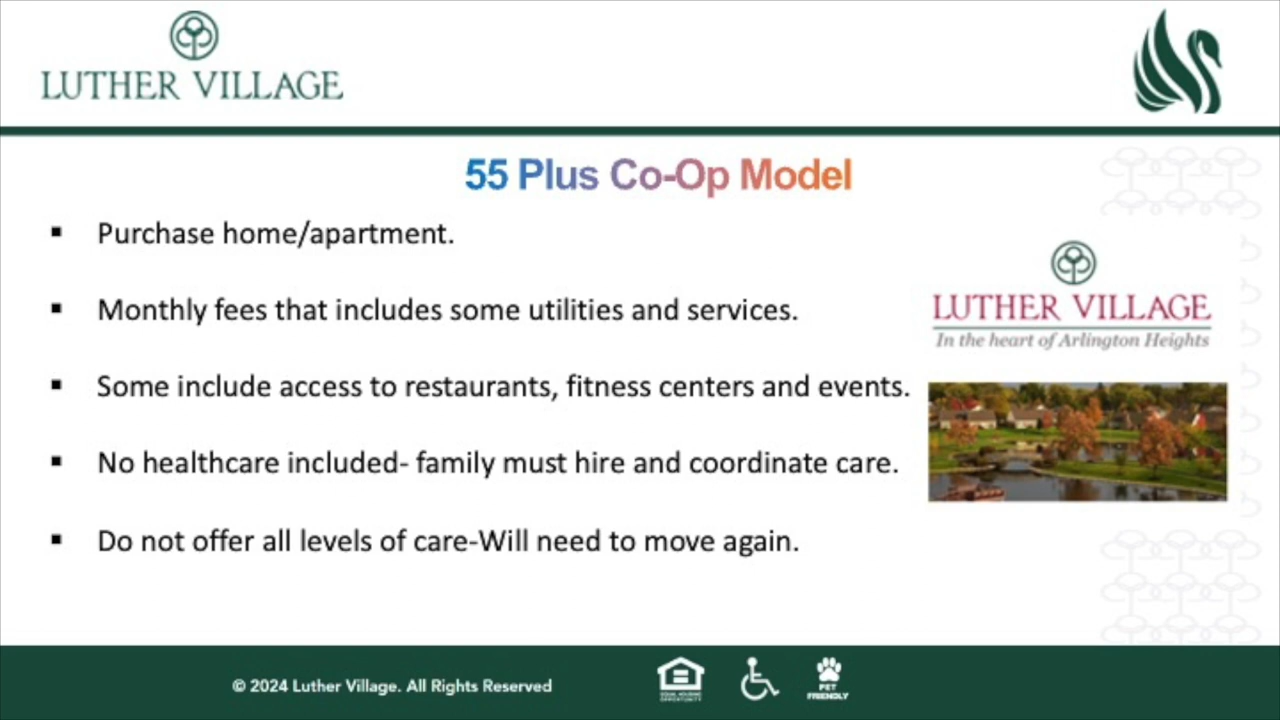 LUTHER VILLAGE
55 Plus Co-Op Model
▪ Purchase home/apartment.
▪ Monthly fees that includes some utilities and services.
▪ Some include access to restaurants, fitness centers and events.
▪ No healthcare included- family must hire and coordinate care.
▪ Do not offer all levels of care-Will need to move again.
LUTHER VILLAGE
In the heart of Arlington Heights
© 2024 Luther Village. All Rights Reserved
EQUAL HOUSING
OPPORTUNITY
PET
FRIENDLY